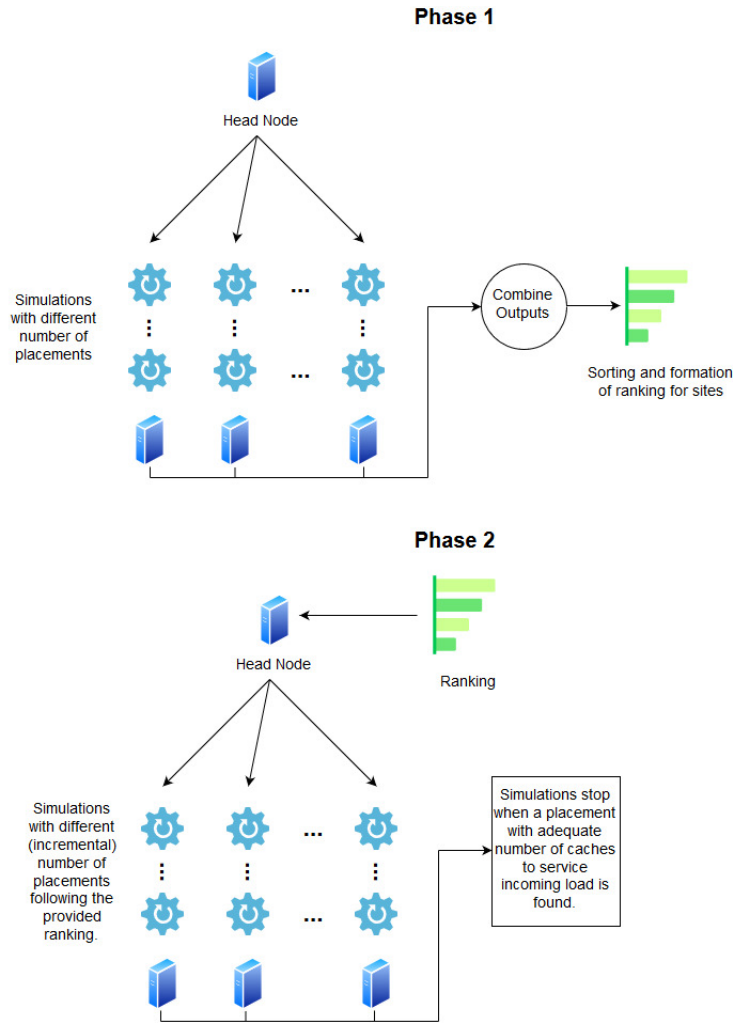 Phase 1
Head Node
Simulations
with different
number of
placements
...
...
Combine
Outputs
Sorting and formation
of ranking for sites
Phase 2
Head Node
Ranking
Simulations
with different
(incremental)
number of
placements
following the
provided
ranking.
...
...
Simulations stop
when a placement
with adequate
number of caches
to service
incoming load is
found.